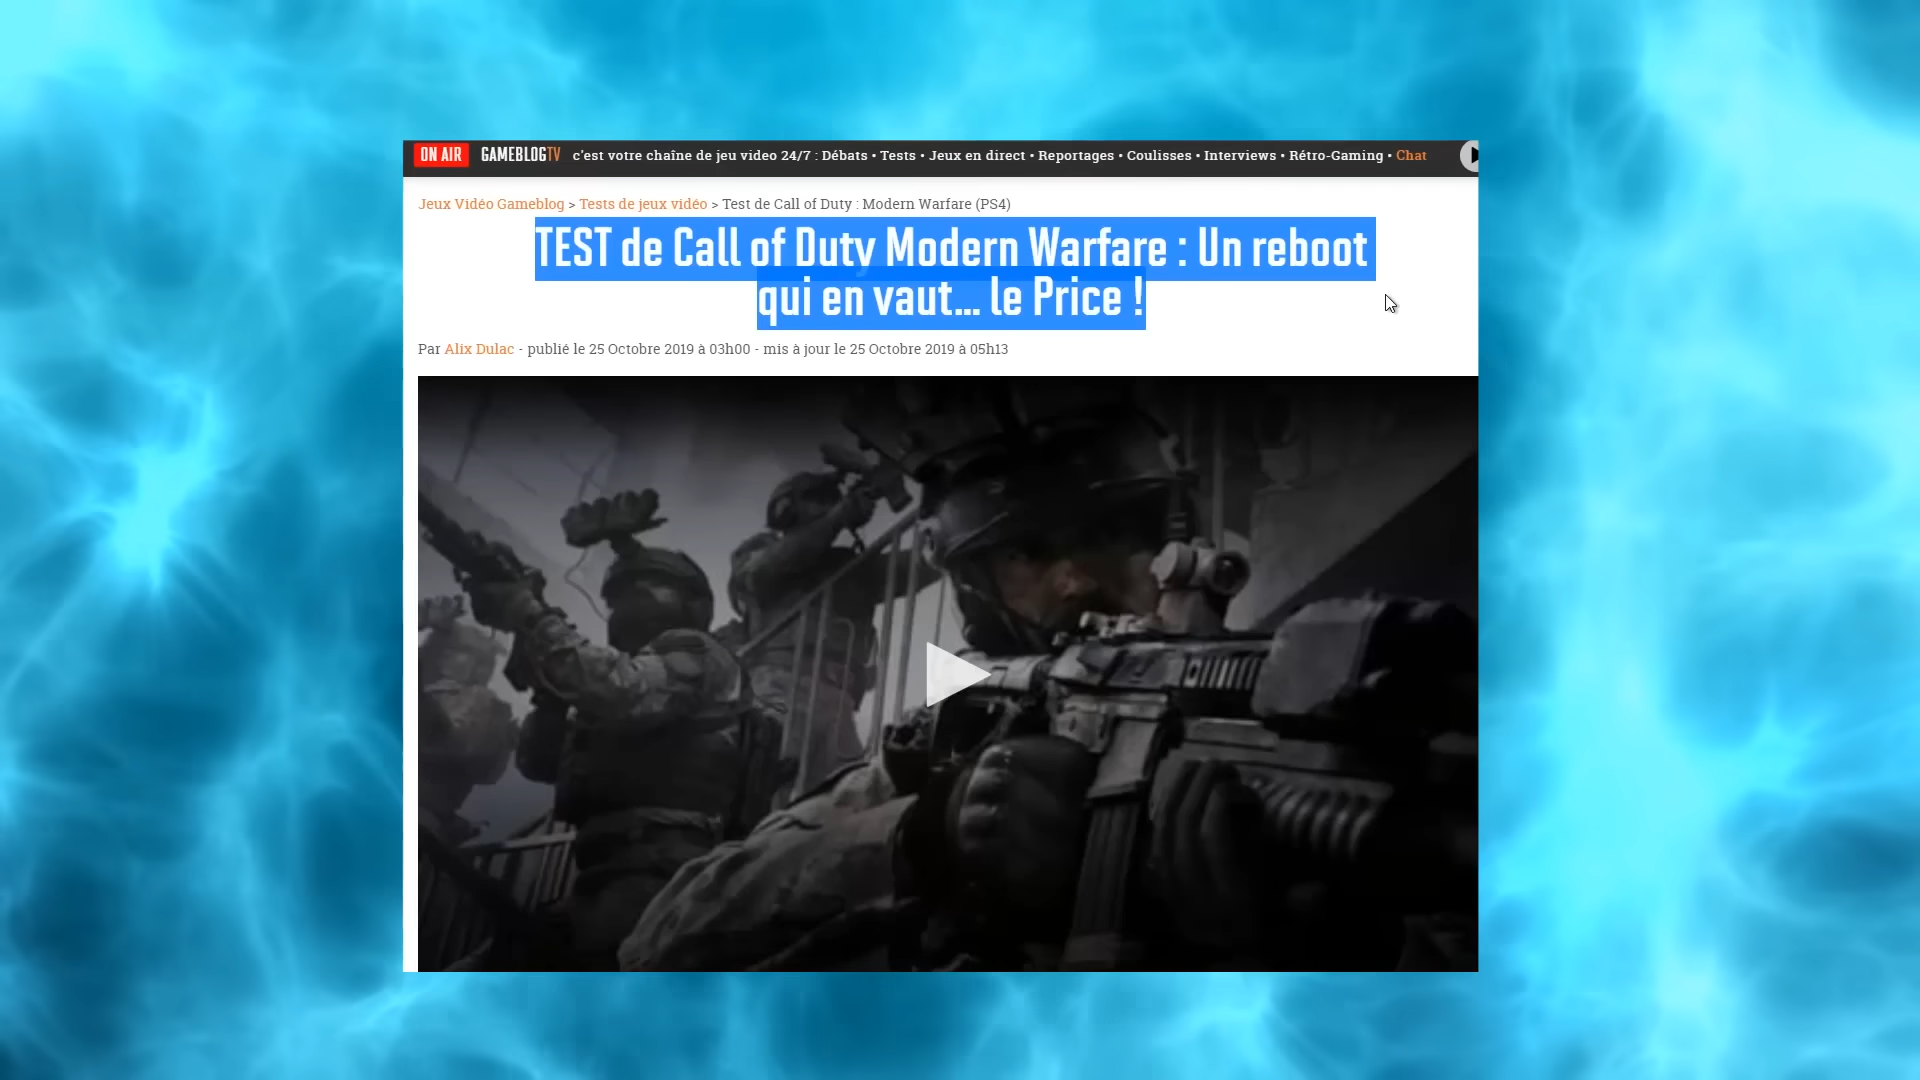 ON AIR GAMEBLOGTV c'est votre chaîne de jeu video 24/7 : Débats • Tests • Jeux en direct • Reportages • Coulisses • Interviews • Rétro-Gaming • Chat
Jeux Vidéo Gameblog > Tests de jeux vidéo > Test de Call of Duty : Modern Warfare (PS4)
TEST de Call of Duty Modern Warfare : Un reboot
qui en vaut... le Price !
Par Alix Dulac - publié le 25 Octobre 2019 à 03h00 - mis à jour le 25 Octobre 2019 à 05h13